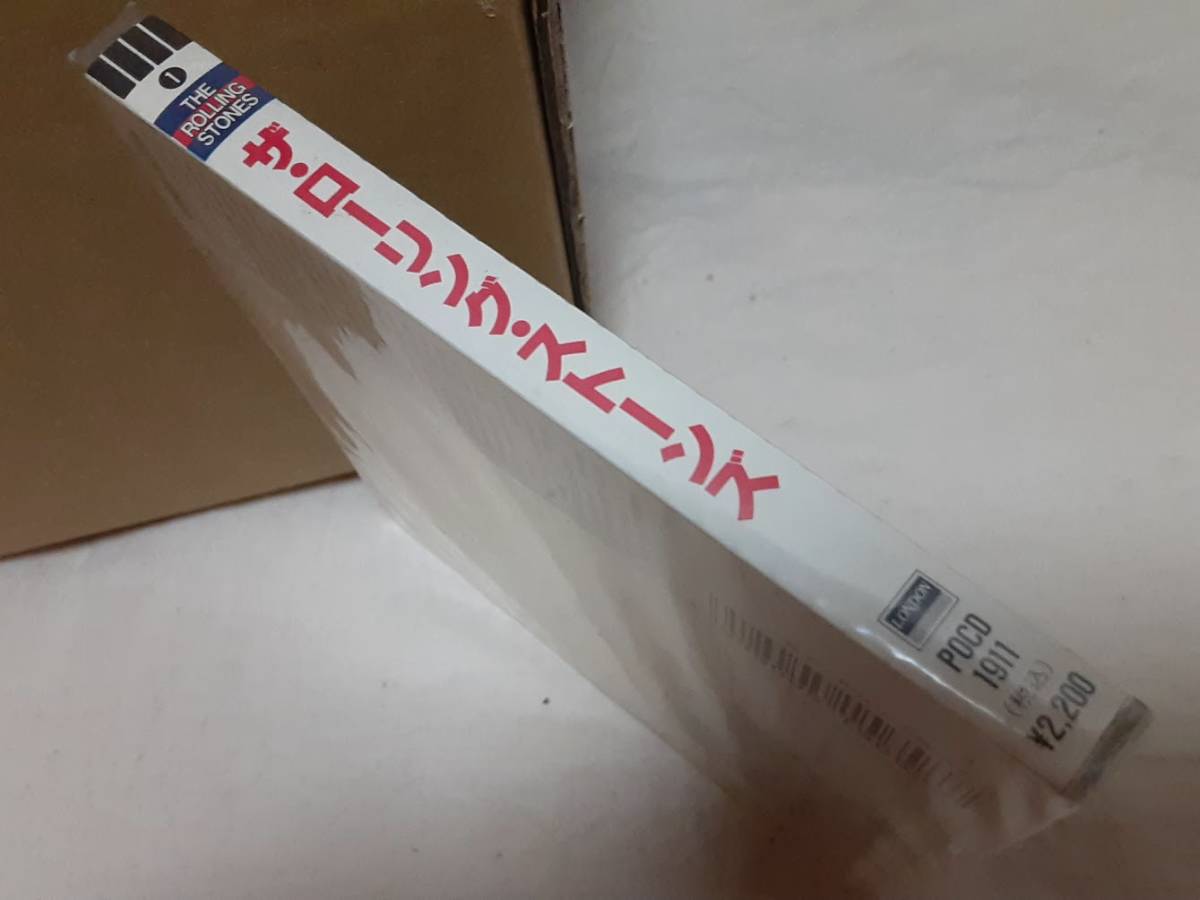 1
THE
ROLLING
STONES
ザ・ローリング・ストーンズ
LONDON
POCD
1911
(税込)
¥2,200